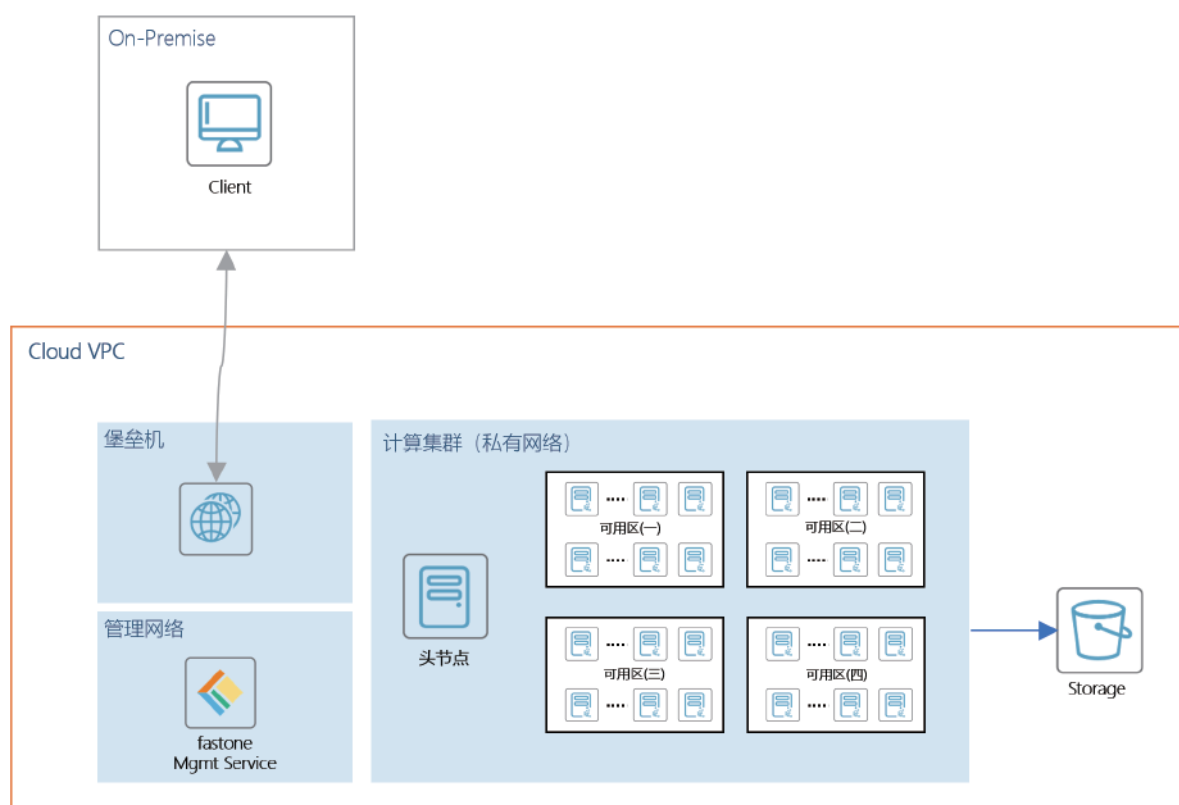 On-Premise
Client
Cloud VPC
堡垒机
计算集群（私有网络）
可用区(一)
可用区(二)
管理网络
头节点
可用区(三)
可用区(四)
fastone
Mgmt Service
Storage